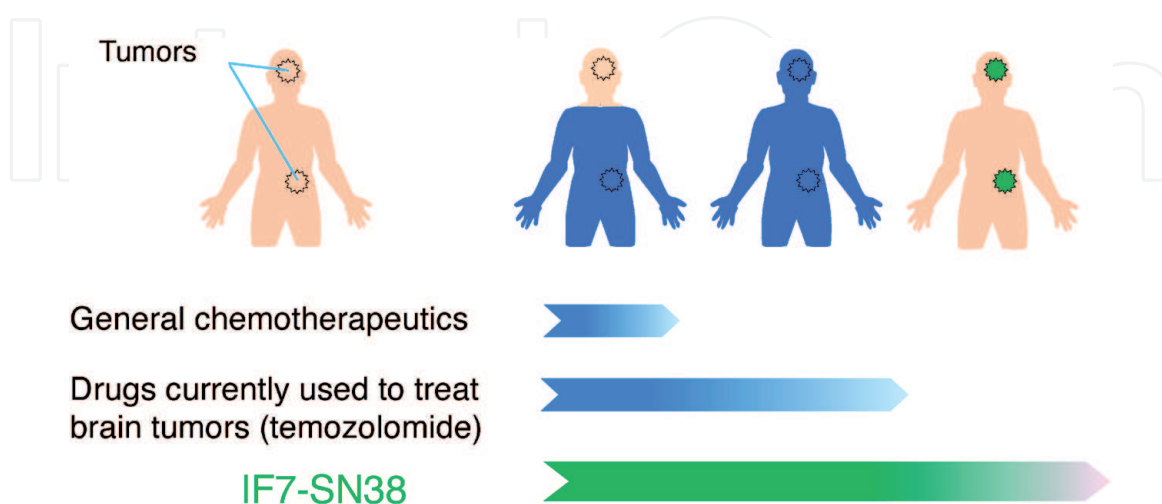 Tumors
General chemotherapeutics
Drugs currently used to treat
brain tumors (temozolomide)
IF7-SN38